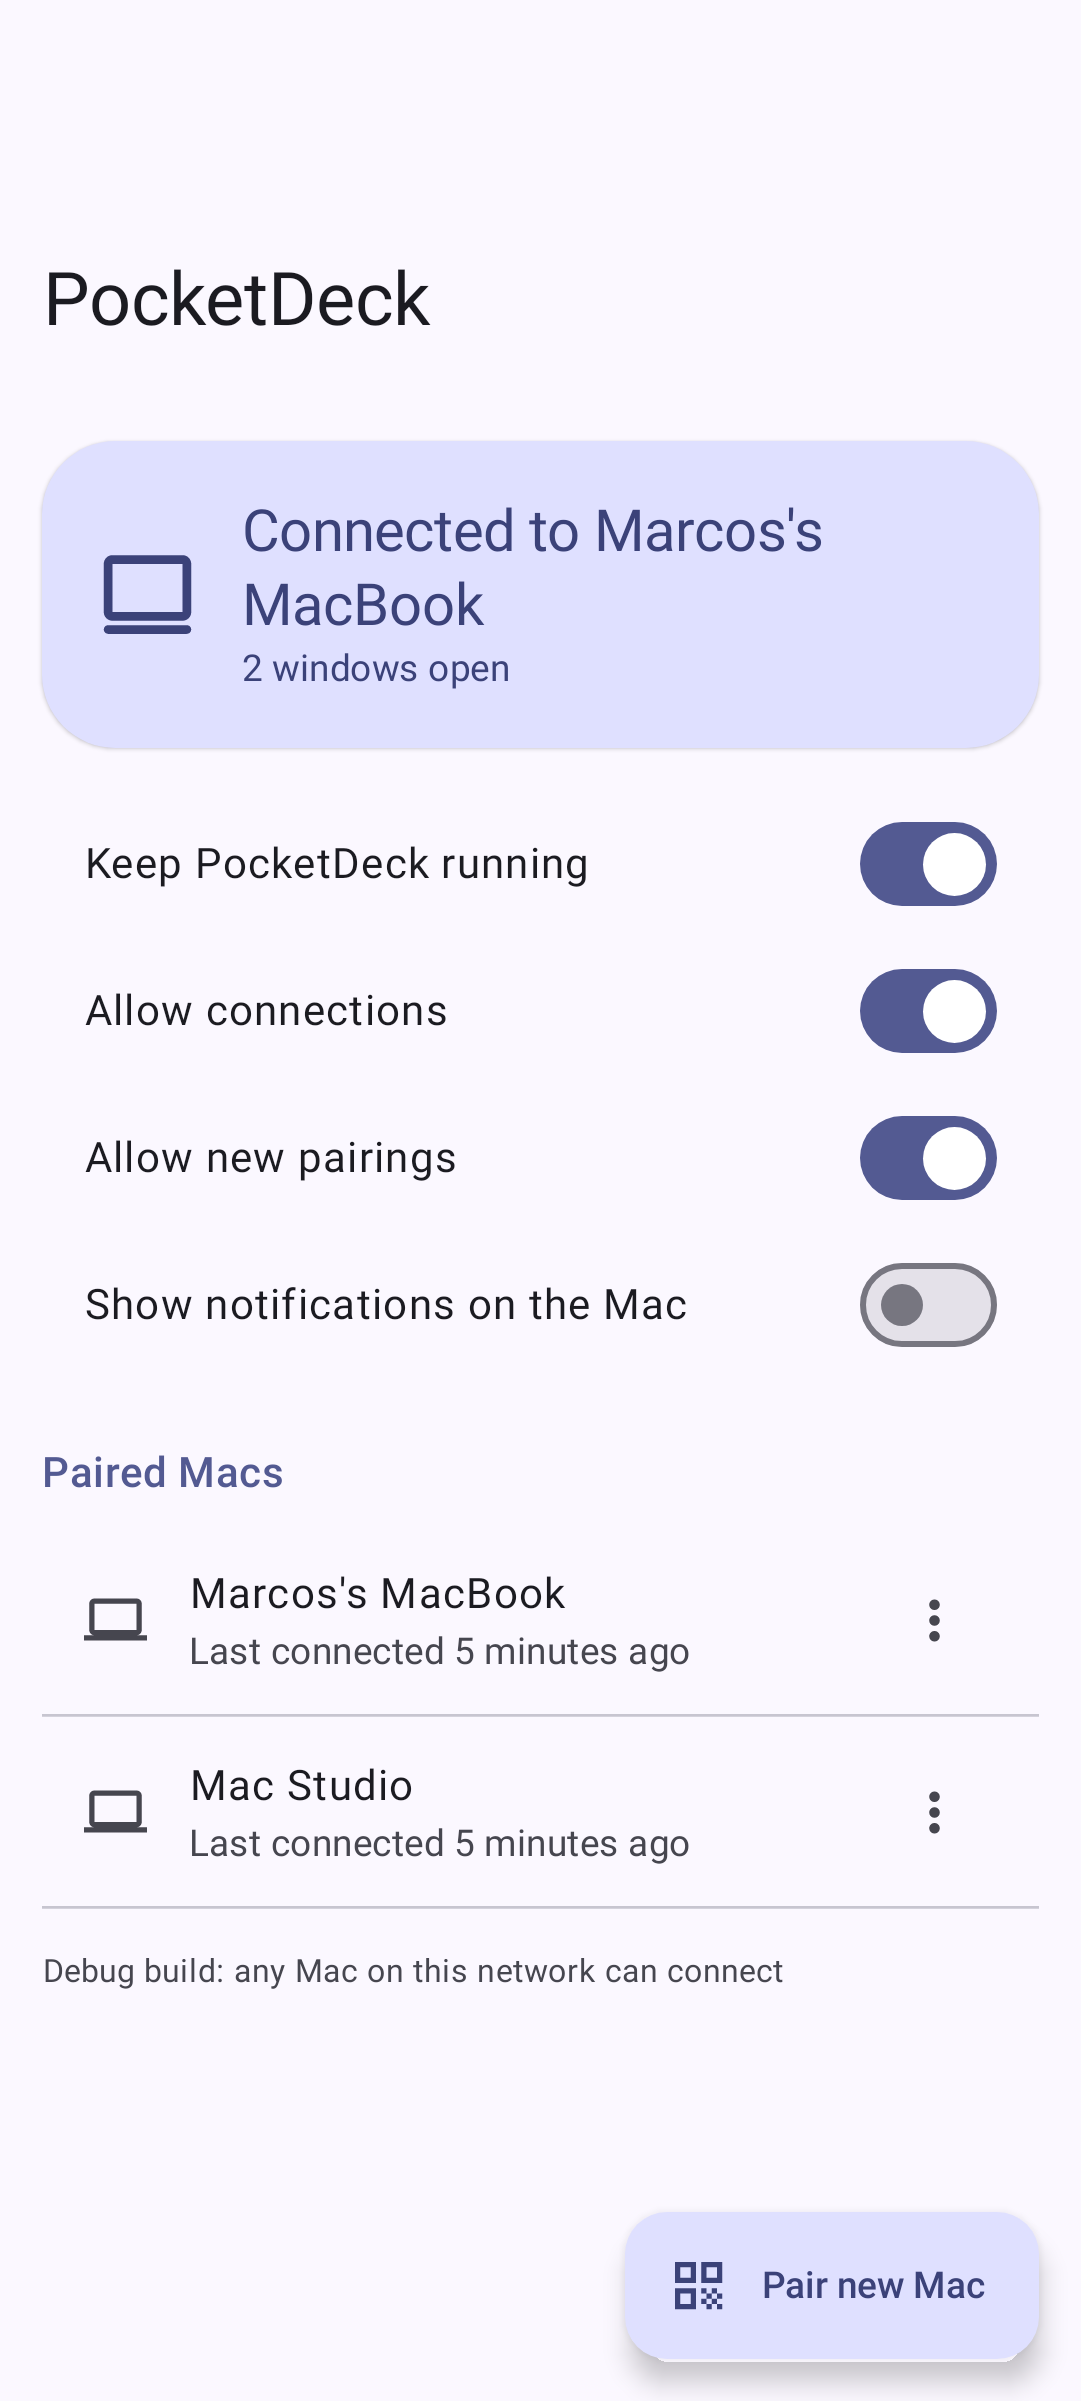 PocketDeck
Connected to Marcos's
MacBook
2 windows open
Keep PocketDeck running
Allow connections
Allow new pairings
Show notifications on the Mac
Paired Macs
Marcos's MacBook
Last connected 5 minutes ago
Mac Studio
Last connected 5 minutes ago
Debug build: any Mac on this network can connect
Pair new Mac